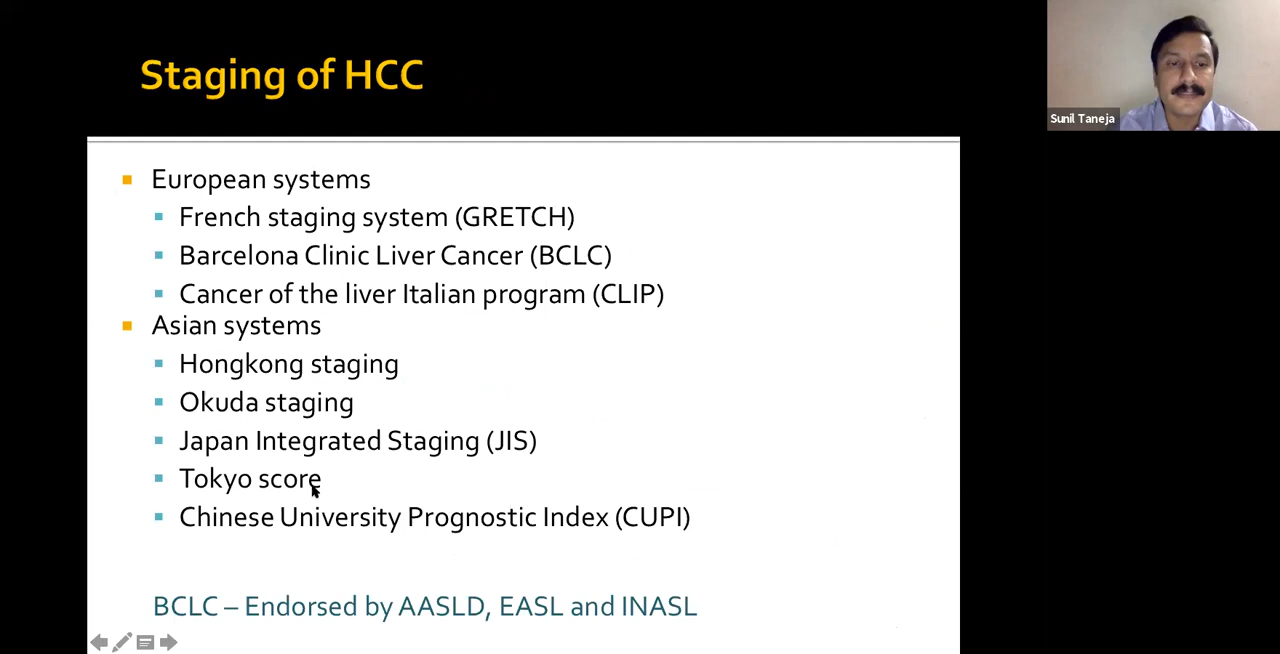 Staging of HCC
Sunil Taneja
European systems
French staging system (GRETCH)
Barcelona Clinic Liver Cancer (BCLC)
Cancer of the liver Italian program (CLIP)
Asian systems
Hongkong staging
Okuda staging
Japan Integrated Staging (JIS)
Tokyo score
Chinese University Prognostic Index (CUPI)
BCLC – Endorsed by AASLD, EASL and INASL